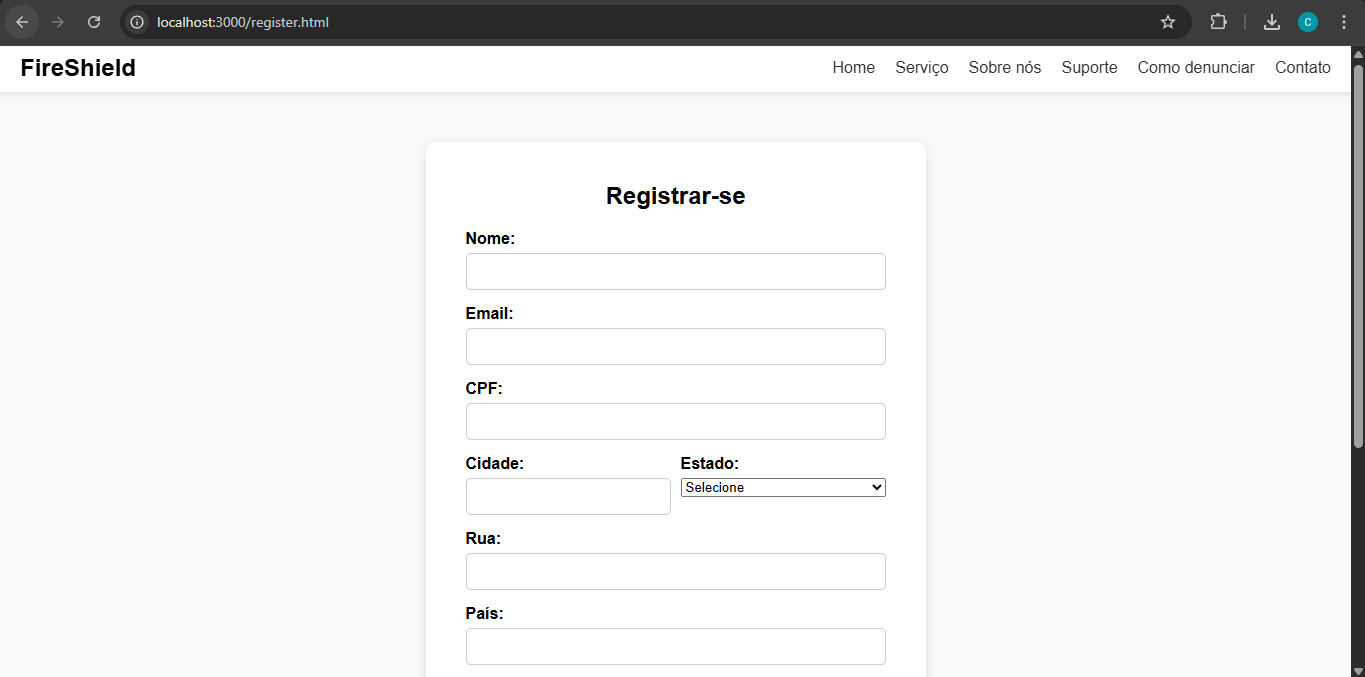 localhost:3000/register.html
C
FireShield
Home Serviço Sobre nós Suporte Como denunciar Contato
Registrar-se
Nome:
Email:
CPF:
Cidade: Estado:
Selecione
Rua:
País: